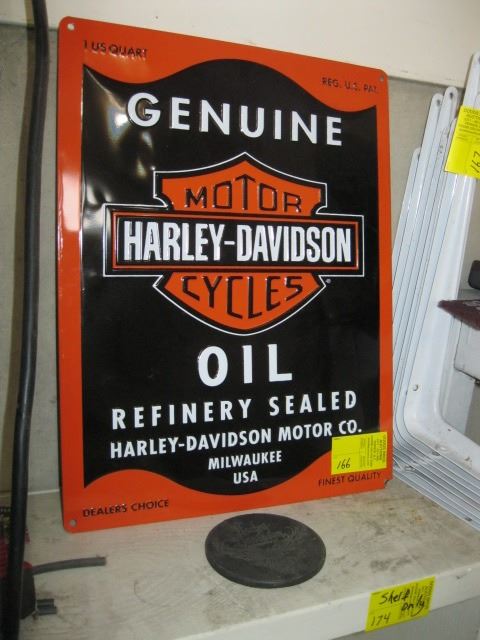 1 US QUART
REG. U.S. PAT.
GENUINE
MOTOR
HARLEY-DAVIDSON
CYCLES
OIL
REFINERY SEALED
HARLEY-DAVIDSON MOTOR CO.
MILWAUKEE
USA
DEALERS CHOICE
FINEST QUALITY
166
167
Shelf
only
174